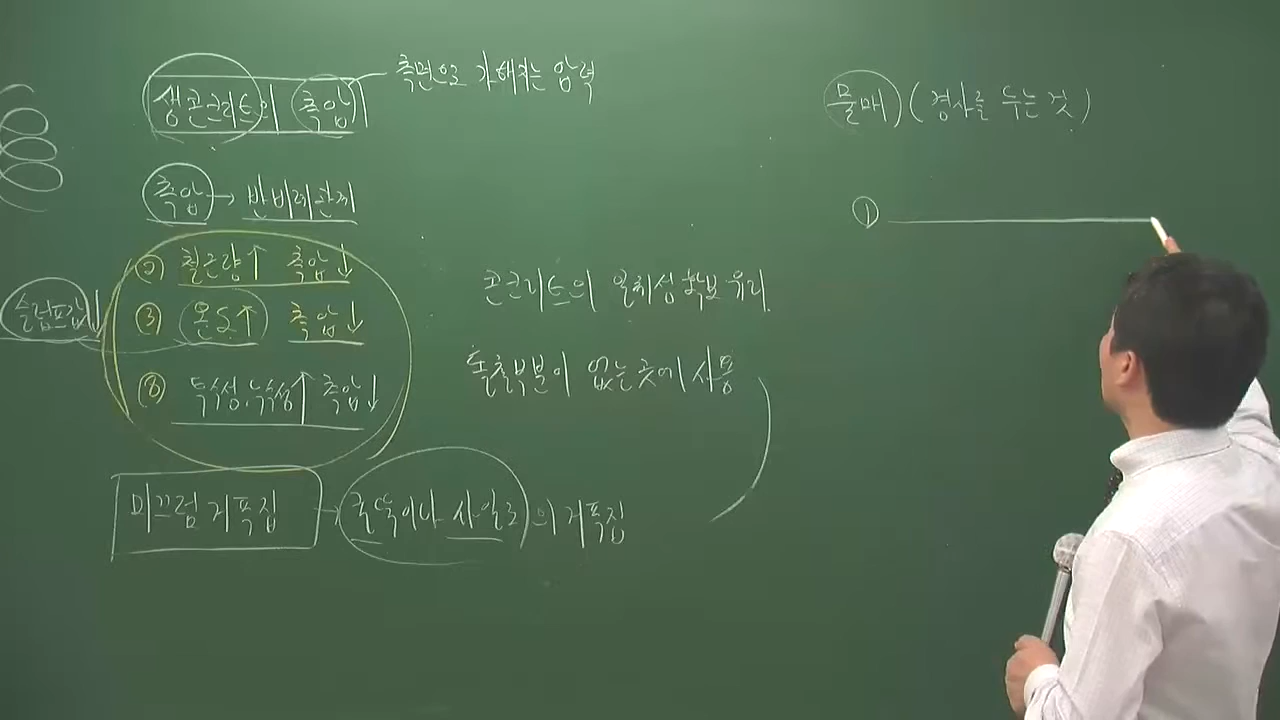 생콘크리트의 측압
측면으로 가해지는 압력
측압 → 반비례관계
② 철근량↑ 측압↓
슬럼프값↓
③ 온도↑ 측압↓
⑧ 투수성, 누수성↑ 측압↓
미끄럼거푸집 → 굴뚝이나 사일로의 거푸집
콘크리트의 일체성 확보 유리
돌출부분이 없는 곳에 사용
물매 (경사를 두는 것)
①